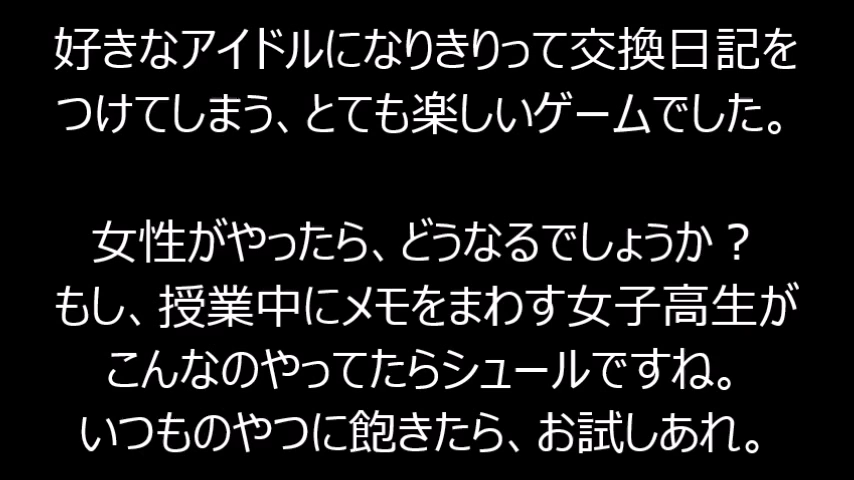 好きなアイドルになりきりって交換日記を
つけてしまう、とても楽しいゲームでした。
女性がやったら、どうなるでしょうか？
もし、授業中にメモをまわす女子高生が
こんなのやってたらシュールですね。
いつものやつに飽きたら、お試しあれ。